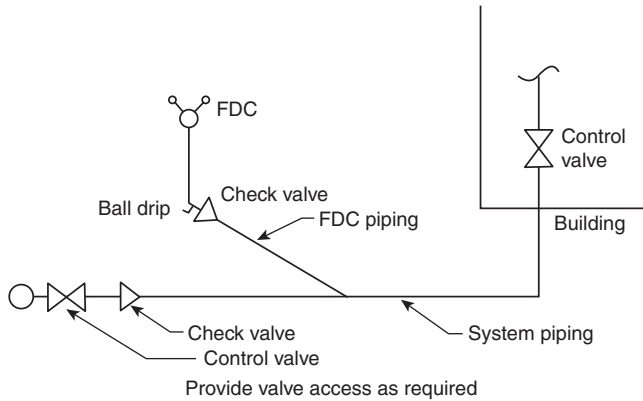 FDC
Control
valve
Check valve
Ball drip
FDC piping
Building
Check valve
System piping
Control valve
Provide valve access as required